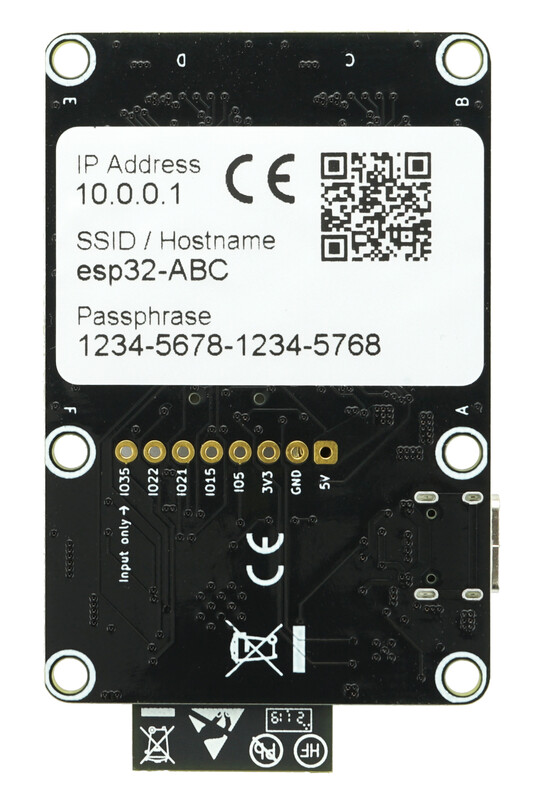 D
C
E
B
IP Address
10.0.0.1
CE
SSID / Hostname
esp32-ABC
Passphrase
1234-5678-1234-5768
F
A
IO35
IO22
IO21
IO15
IO5
3V3
GND
5V
Input only →
CE
Pb
HF